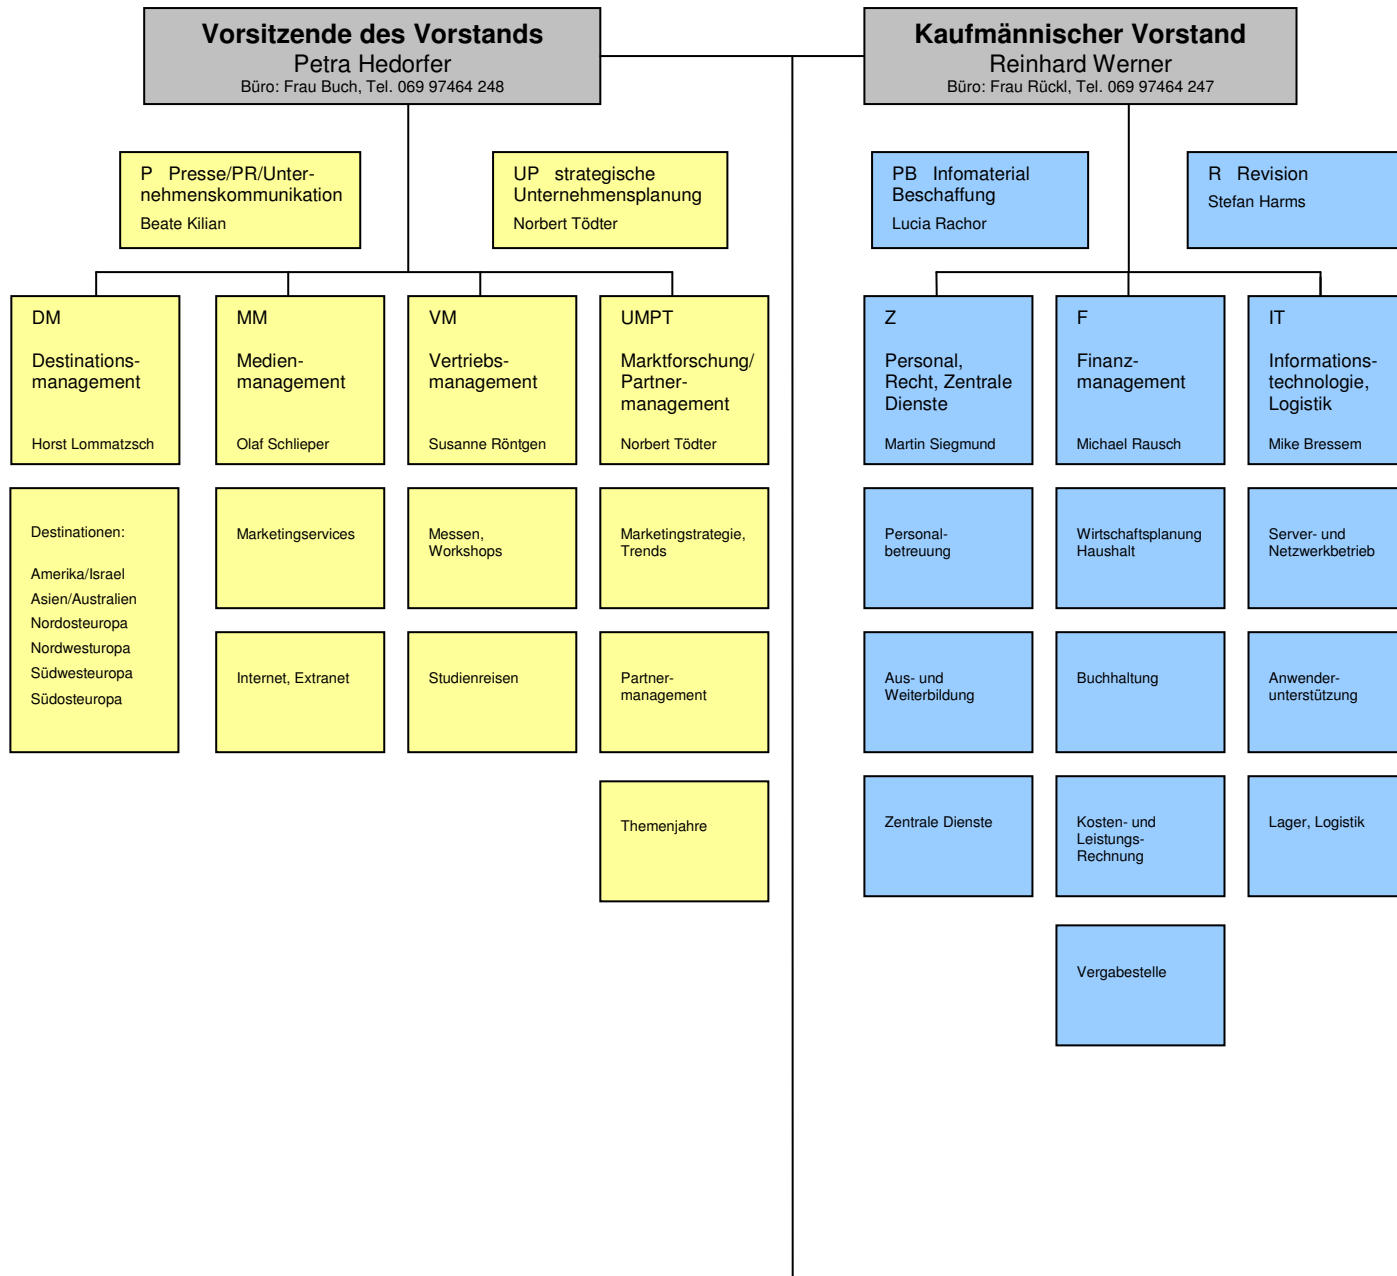 Vorsitzende des Vorstands
Petra Hedorfer
Büro: Frau Buch, Tel. 069 97464 248
Kaufmännischer Vorstand
Reinhard Werner
Büro: Frau Rückl, Tel. 069 97464 247
P Presse/PR/Unter-
nehmenskommunikation
Beate Kilian
UP strategische
Unternehmensplanung
Norbert Tödter
PB Infomaterial
Beschaffung
Lucia Rachor
R Revision
Stefan Harms
DM
Destinations-
management
Horst Lommatzsch
MM
Medien-
management
Olaf Schlieper
VM
Vertriebs-
management
Susanne Röntgen
UMPT
Marktforschung/
Partner-
management
Norbert Tödter
Z
Personal,
Recht, Zentrale
Dienste
Martin Siegmund
F
Finanz-
management
Michael Rausch
IT
Informations-
technologie,
Logistik
Mike Bressem
Destinationen:
Amerika/Israel
Asien/Australien
Nordosteuropa
Nordwesturopa
Südwesteuropa
Südosteuropa
Marketingservices
Messen,
Workshops
Marketingstrategie,
Trends
Personal-
betreuung
Wirtschaftsplanung
Haushalt
Server- und
Netzwerkbetrieb
Internet, Extranet
Studienreisen
Partner-
management
Aus- und
Weiterbildung
Buchhaltung
Anwender-
unterstützung
Themenjahre
Zentrale Dienste
Kosten- und
Leistungs-
Rechnung
Lager, Logistik
Vergabestelle